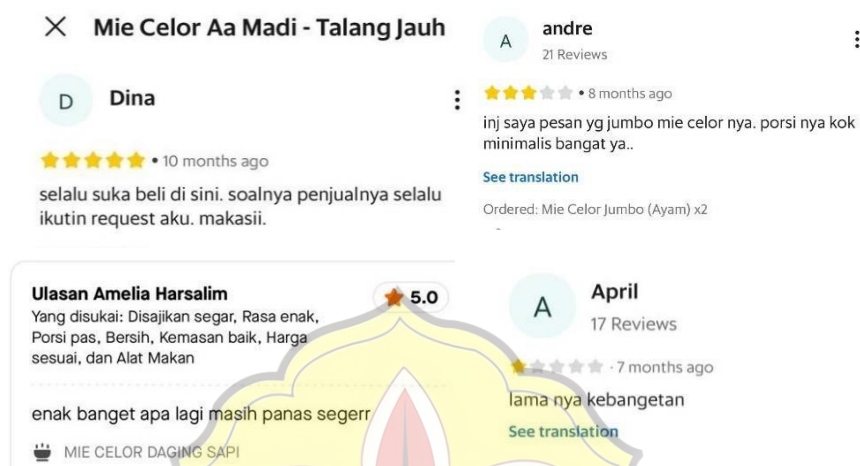 Mie Celor Aa Madi - Talang Jauh
D
Dina
• 10 months ago
selalu suka beli di sini. soalnya penjualnya selalu
ikutin request aku. makasii.
Ulasan Amelia Harsalim
5.0
Yang disukai: Disajikan segar, Rasa enak,
Porsi pas, Bersih, Kemasan baik, Harga
sesuai, dan Alat Makan
enak banget apa lagi masih panas segerr
MIE CELOR DAGING SAPI
A
andre
21 Reviews
• 8 months ago
inj saya pesan yg jumbo mie celor nya. porsi nya kok
minimalis bangat ya..
See translation
Ordered: Mie Celor Jumbo (Ayam) x2
A
April
17 Reviews
· 7 months ago
lama nya kebangetan
See translation